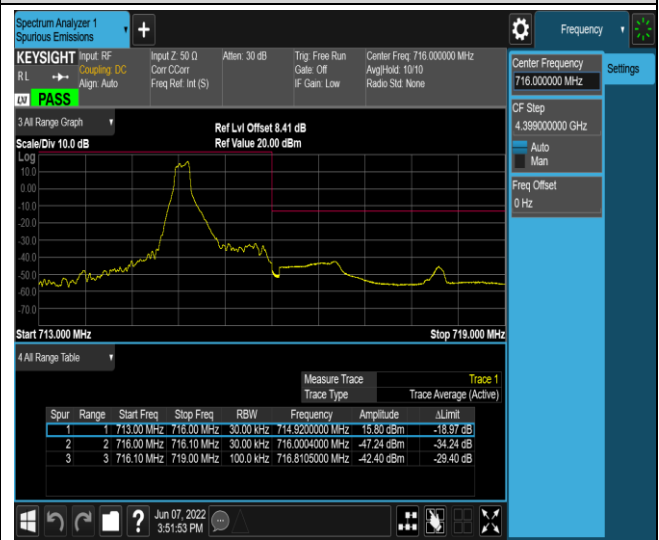 Spectrum Analyzer 1
Spurious Emissions
Frequency
KEYSIGHT
R L
PASS
Input: RF
Coupling: DC
Align: Auto
Input Z: 50 Ω
Corr CCorr
Freq Ref: Int (S)
Atten: 30 dB
Trig: Free Run
Gate: Off
IF Gain: Low
Center Freq: 716.000000 MHz
Avg|Hold: 10/10
Radio Std: None
Center Frequency
716.000000 MHz
Settings
CF Step
4.399000000 GHz
Auto
Man
Freq Offset
0 Hz
3 All Range Graph
Scale/Div 10.0 dB
Ref Lvl Offset 8.41 dB
Ref Value 20.00 dBm
Log
10.0
0.00
-10.0
-20.0
-30.0
-40.0
-50.0
-60.0
-70.0
Start 713.000 MHz
Stop 719.000 MHz
4 All Range Table
Measure Trace Trace 1
Trace Type Trace Average (Active)
Spur Range Start Freq Stop Freq RBW Frequency Amplitude ΔLimit
1 1 713.00 MHz 716.00 MHz 30.00 kHz 714.9200000 MHz 15.80 dBm -18.97 dB
2 2 716.00 MHz 716.10 MHz 30.00 kHz 716.0004000 MHz -47.24 dBm -34.24 dB
3 3 716.10 MHz 719.00 MHz 100.0 kHz 716.8105000 MHz -42.40 dBm -29.40 dB
?
Jun 07, 2022
3:51:53 PM